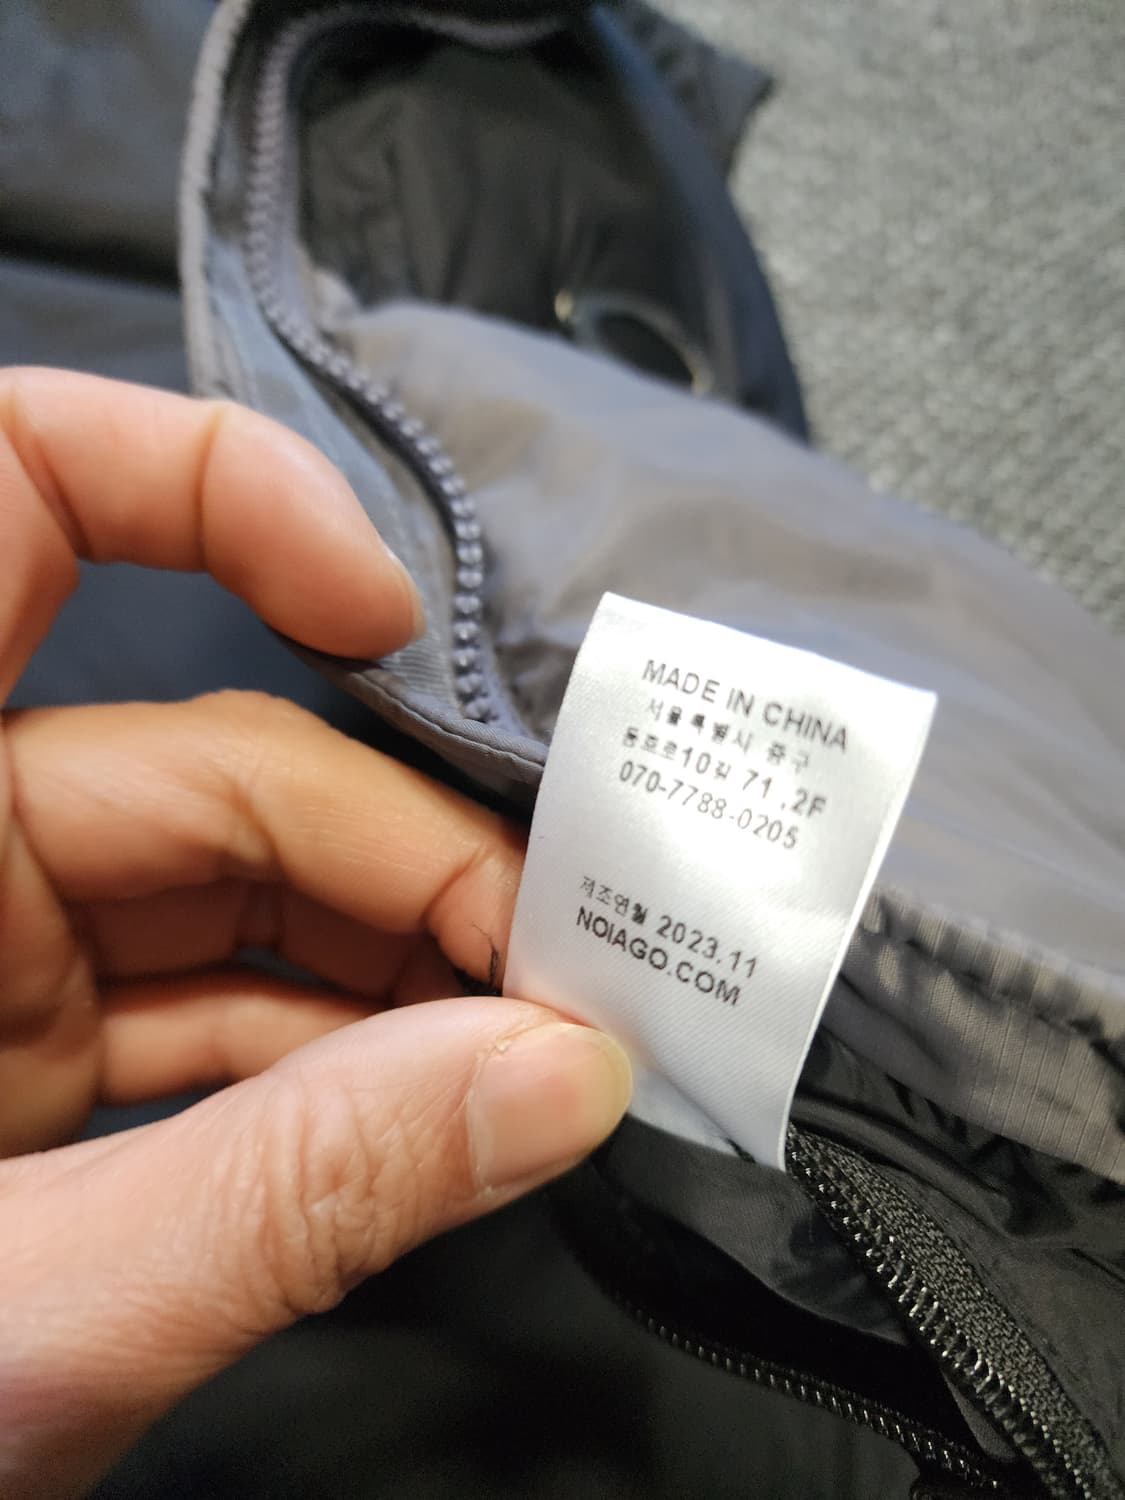 MADE IN CHINA
서울특별시 중구
동호로10길 71 ,2F
070-7788-0205
제조연월 2023.11
NOIAGO.COM